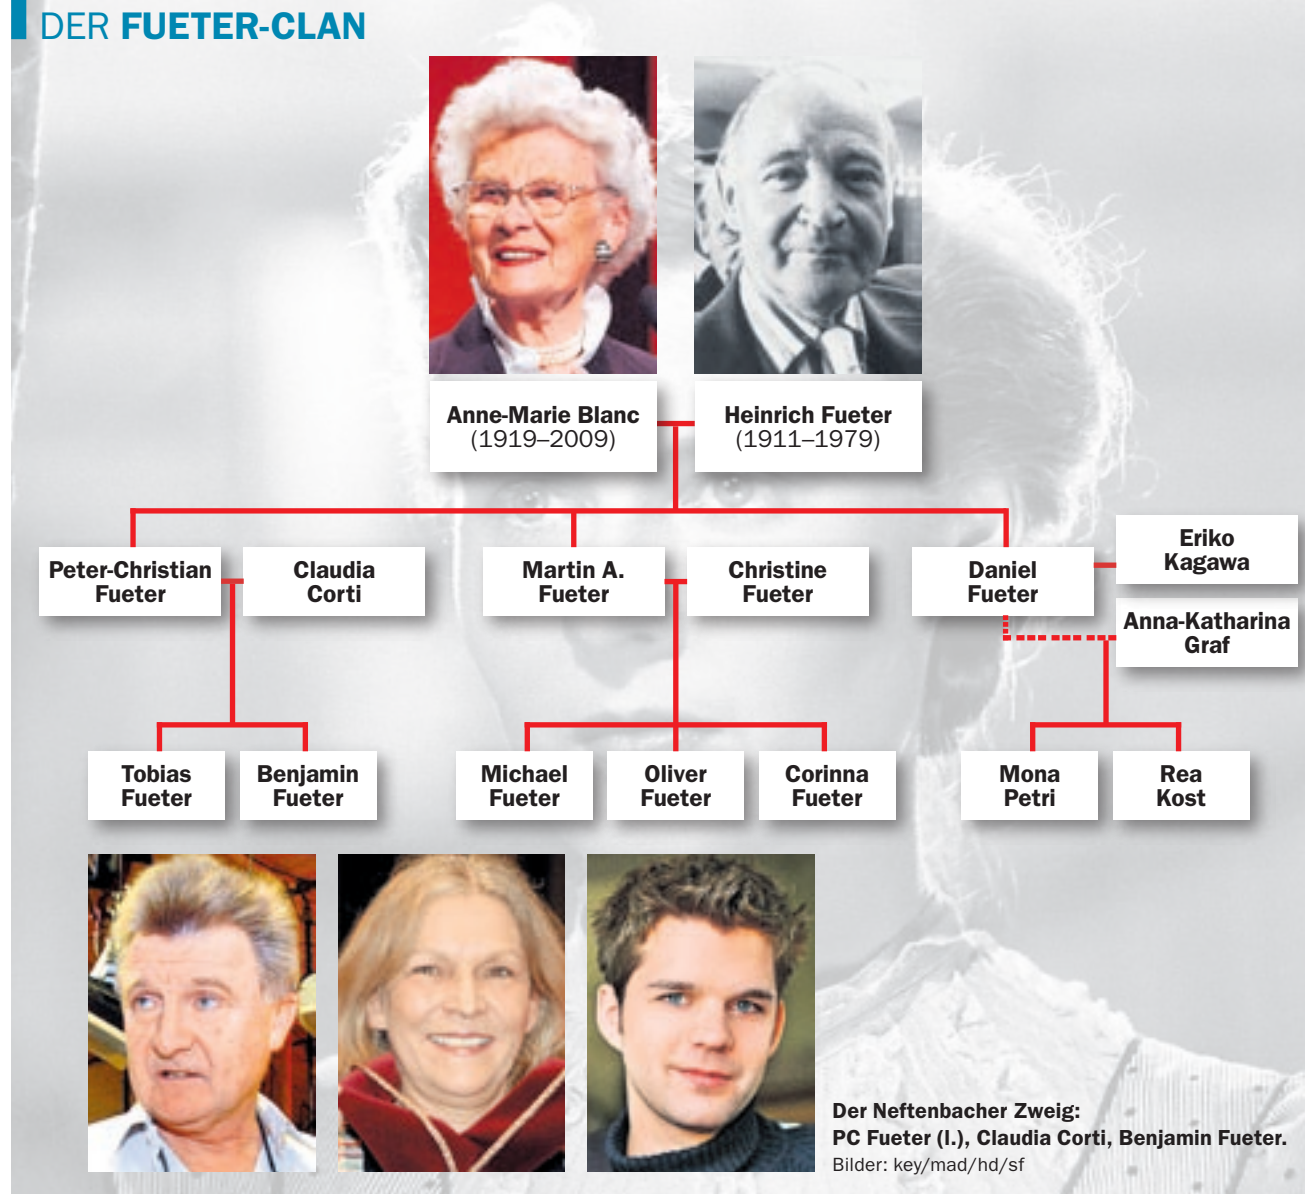 DER FUETER-CLAN
Anne-Marie Blanc
(1919–2009)
Heinrich Fueter
(1911–1979)
Peter-Christian
Fueter
Claudia
Corti
Martin A.
Fueter
Christine
Fueter
Daniel
Fueter
Eriko
Kagawa
Anna-Katharina
Graf
Tobias
Fueter
Benjamin
Fueter
Michael
Fueter
Oliver
Fueter
Corinna
Fueter
Mona
Petri
Rea
Kost
Der Neftenbacher Zweig:
PC Fueter (l.), Claudia Corti, Benjamin Fueter.
Bilder: key/mad/hd/sf